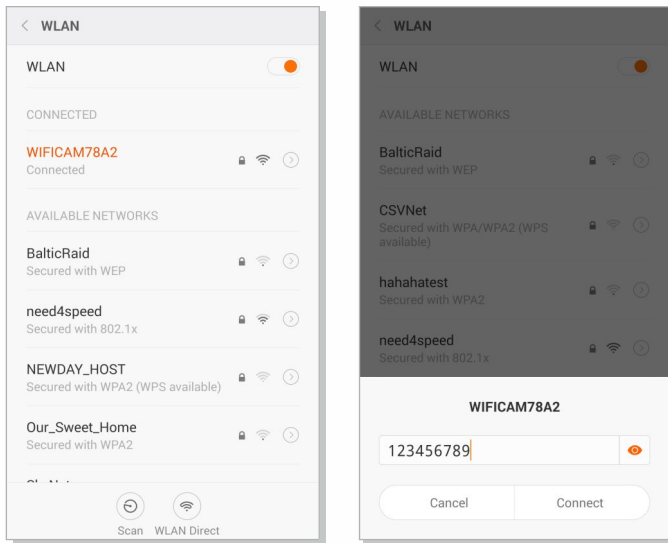 WLAN
WLAN
CONNECTED
WIFICAM78A2
Connected
AVAILABLE NETWORKS
BalticRaid
Secured with WEP
need4speed
Secured with 802.1x
NEWDAY_HOST
Secured with WPA2 (WPS available)
Our_Sweet_Home
Secured with WPA2
Scan WLAN Direct
WLAN
WLAN
AVAILABLE NETWORKS
BalticRaid
Secured with WEP
CSVNet
Secured with WPA/WPA2 (WPS
available)
hahahatest
Secured with WPA2
need4speed
Secured with 802.1x
WIFICAM78A2
123456789
Cancel Connect